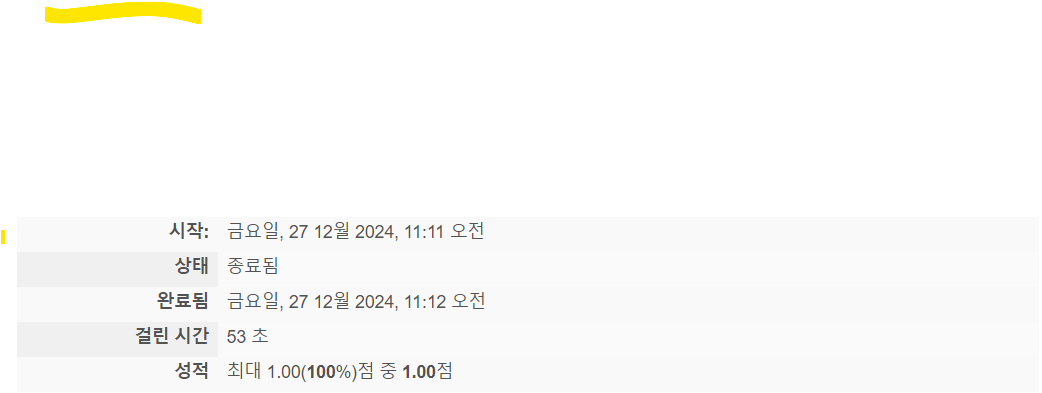 시작: 금요일, 27 12월 2024, 11:11 오전
상태 종료됨
완료됨 금요일, 27 12월 2024, 11:12 오전
걸린 시간 53 초
성적 최대 1.00(100%)점 중 1.00점